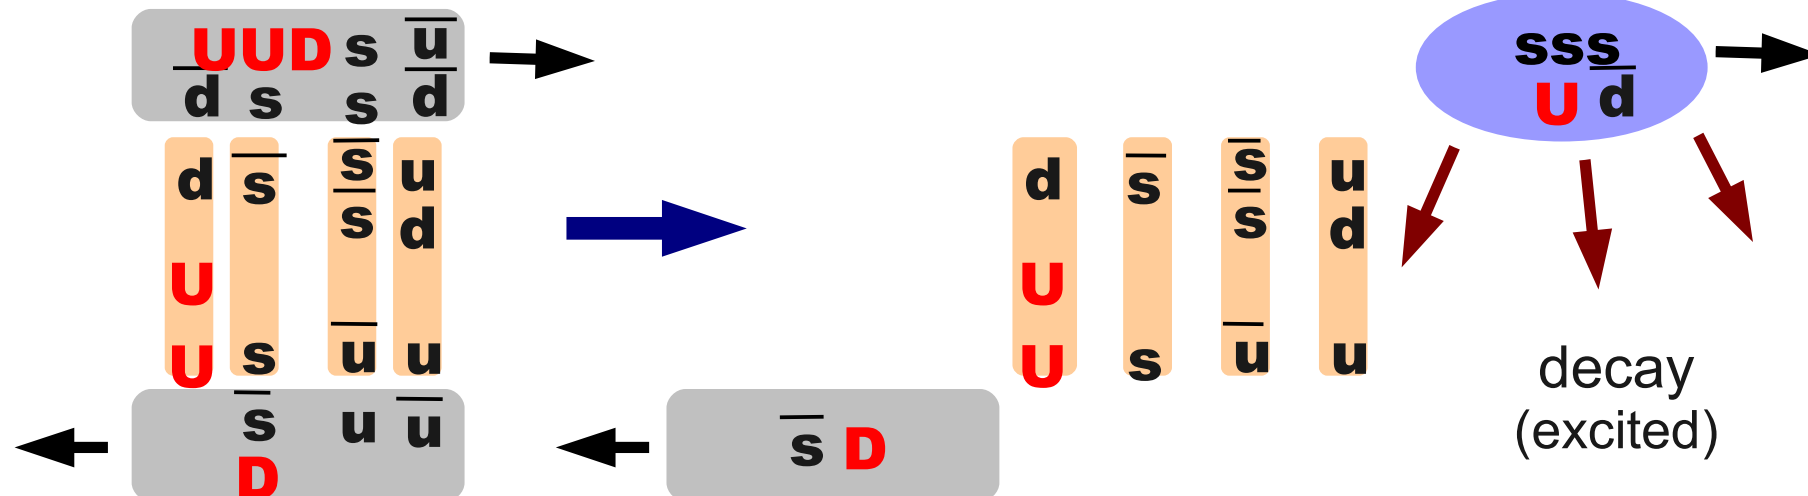 UUD s u̅
d̅ s s d̅
d s̅ s̅ u
s̅ d
U
U s u̅ u
s̅ u u̅
D
s̅ D
d s̅ s̅ u
s̅ d
U
U s u̅ u
sss
U d̅
decay
(excited)